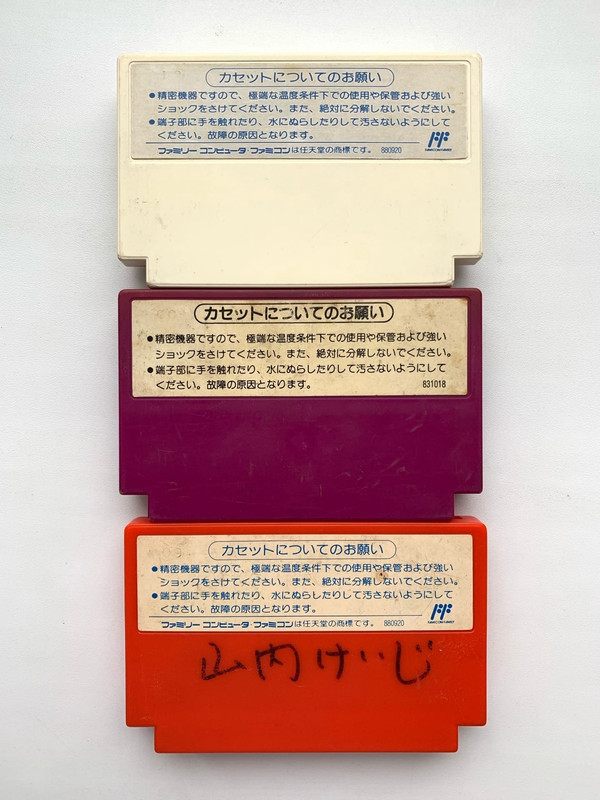 カセットについてのお願い
●精密機器ですので、極端な温度条件下での使用や保管および強い
ショックをさけてください。また、絶対に分解しないでください。
●端子部に手を触れたり、水にぬらしたりして汚さないようにして
ください。故障の原因となります。
ファミリー コンピュータ・ファミコンは任天堂の商標です。 880920
FAMICOM FAMILY
カセットについてのお願い
●精密機器ですので、極端な温度条件下での使用や保管および強い
ショックをさけてください。また、絶対に分解しないでください。
●端子部に手を触れたり、水にぬらしたりして汚さないようにして
ください。故障の原因となります。 831018
カセットについてのお願い
●精密機器ですので、極端な温度条件下での使用や保管および強い
ショックをさけてください。また、絶対に分解しないでください。
●端子部に手を触れたり、水にぬらしたりして汚さないようにして
ください。故障の原因となります。
ファミリー コンピュータ・ファミコンは任天堂の商標です。 880920
FAMICOM FAMILY
山内けいじ